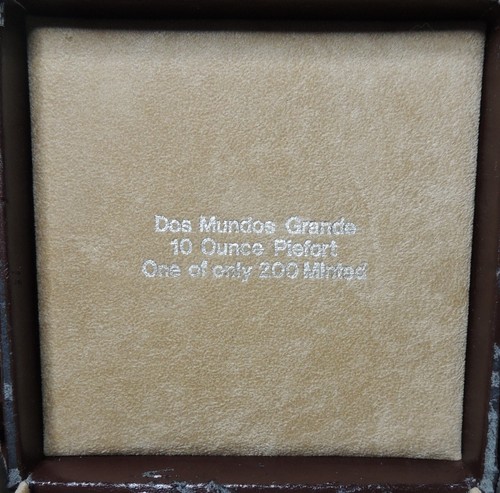 Dos Mundos Grande
10 Ounce Piefort
One of only 200 Minted